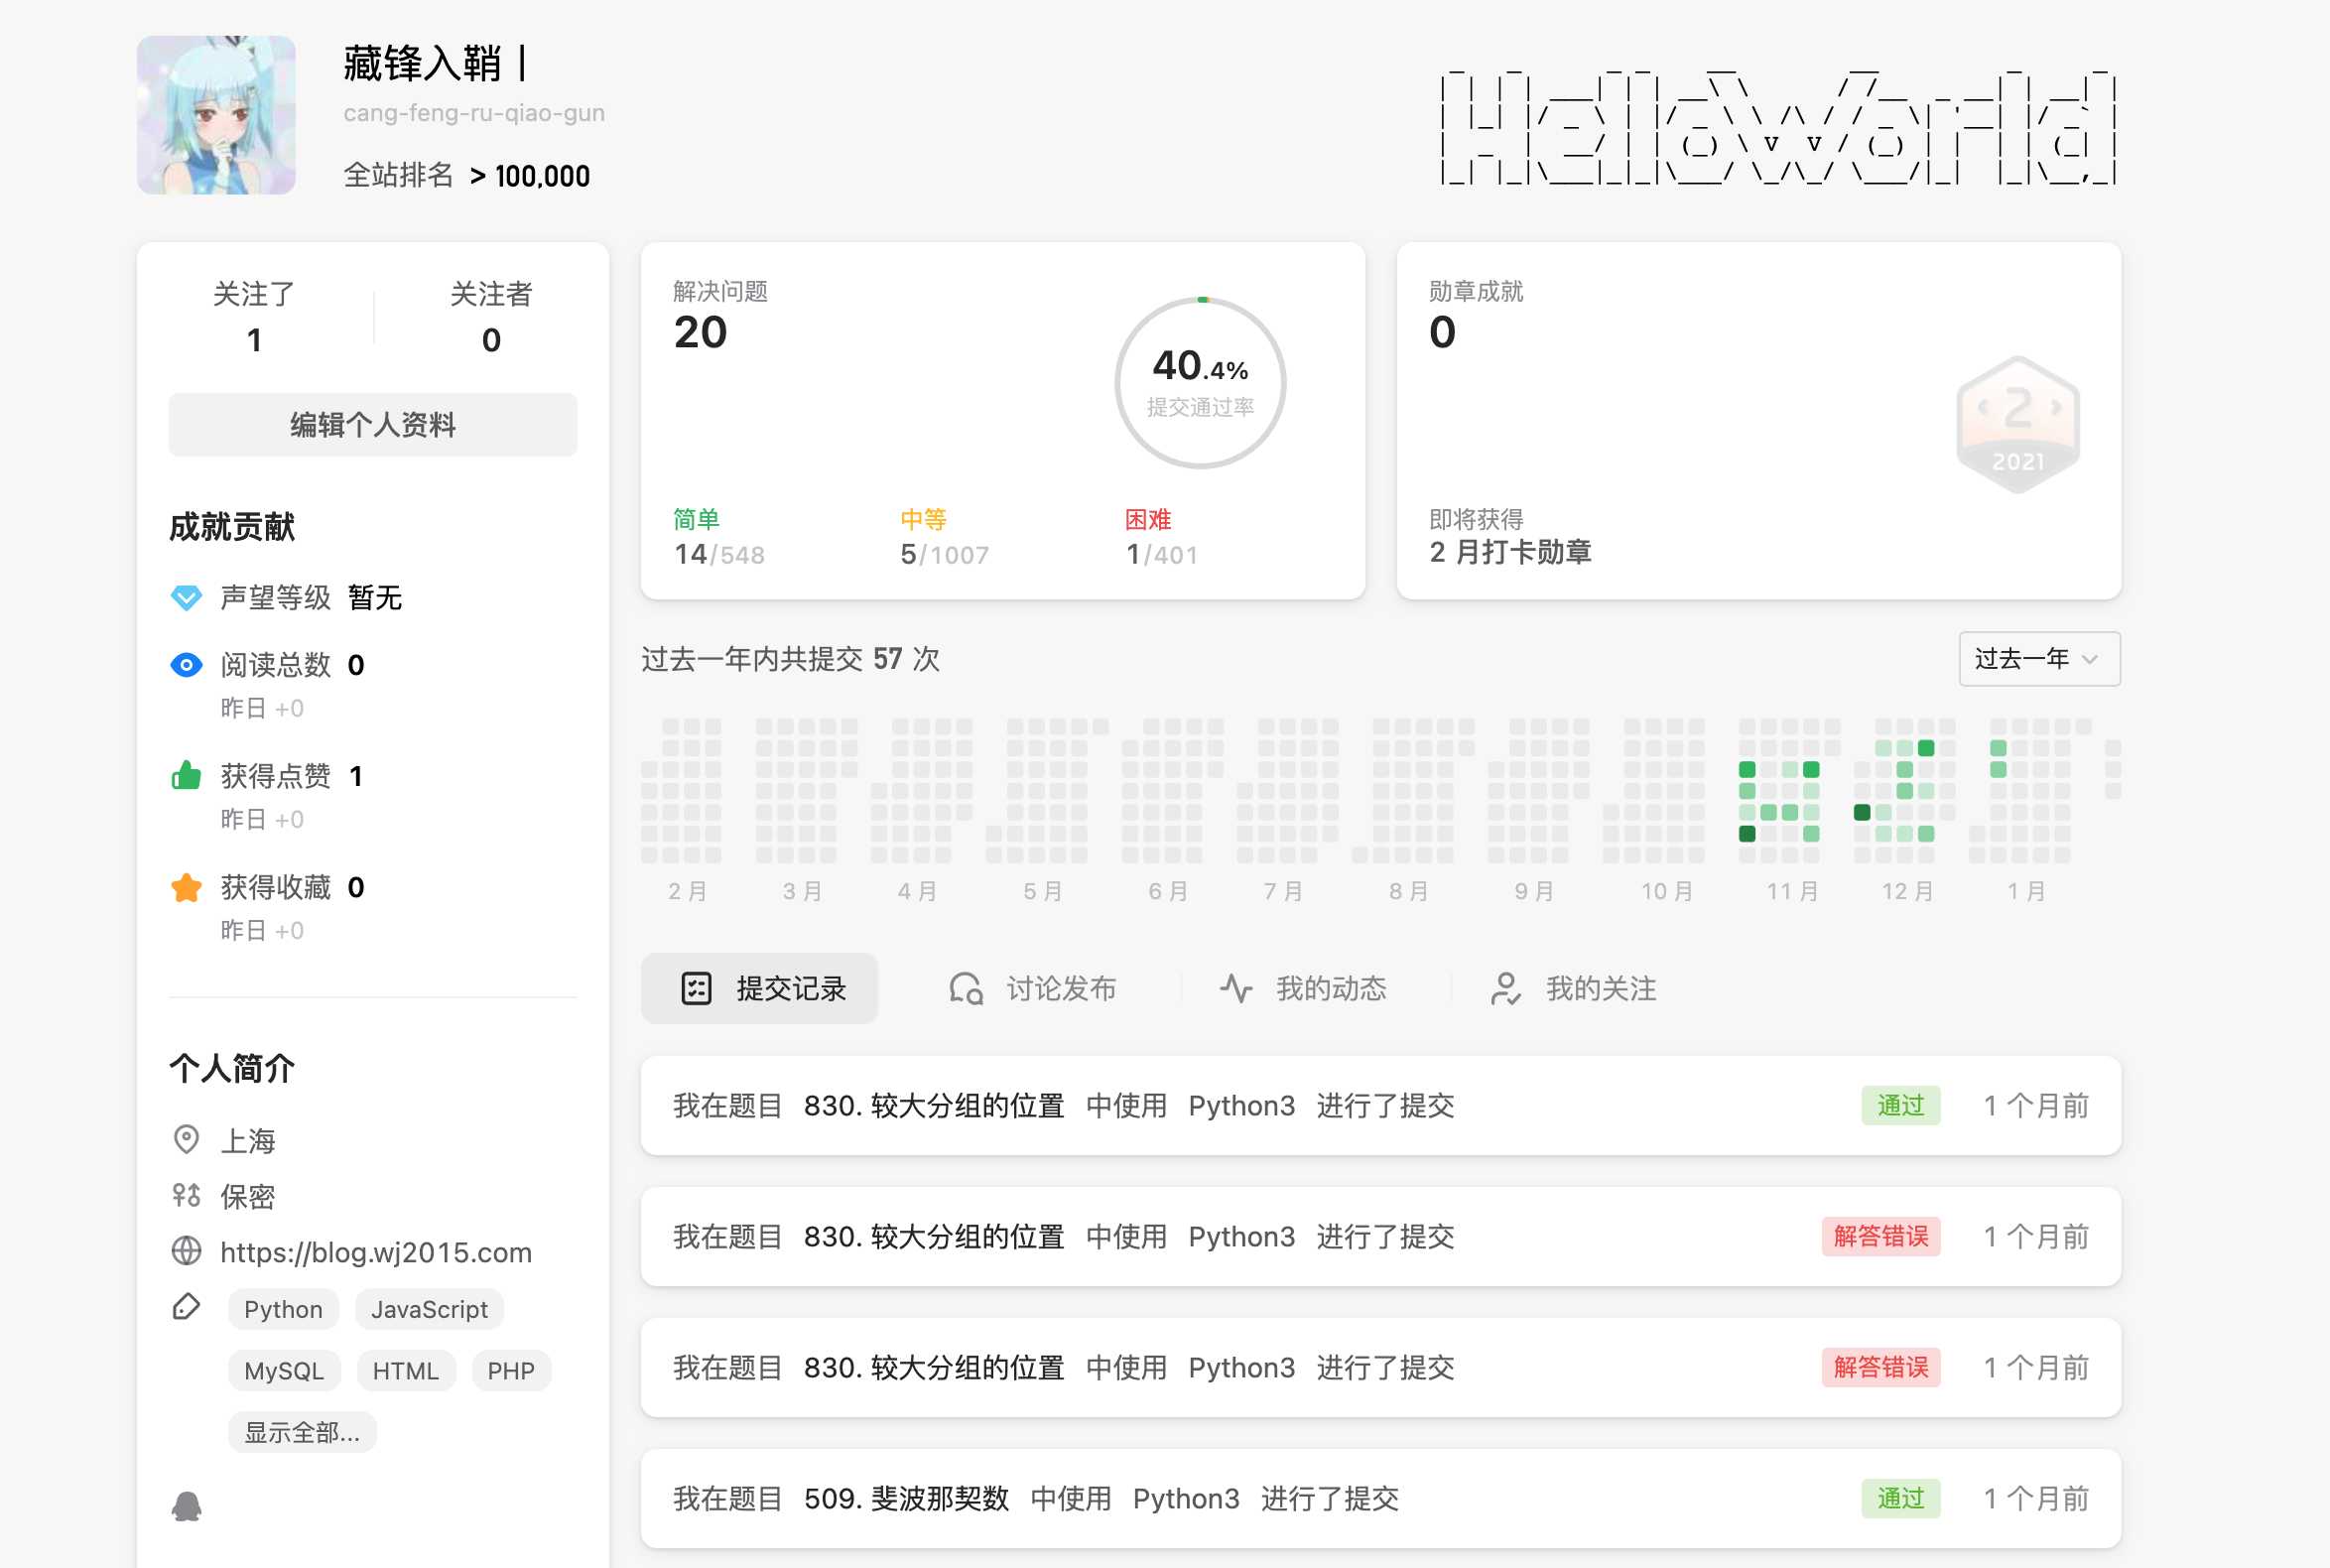 藏锋入鞘丨
cang-feng-ru-qiao-gun
全站排名 > 100,000
HelloWorld
关注了 关注者
1 0
编辑个人资料
成就贡献
声望等级 暂无
阅读总数 0
昨日 +0
获得点赞 1
昨日 +0
获得收藏 0
昨日 +0
个人简介
上海
保密
https://blog.wj2015.com
Python JavaScript
MySQL HTML PHP
显示全部...
解决问题
20
40.4%
提交通过率
简单 中等 困难
14/548 5/1007 1/401
勋章成就
0
2
2021
即将获得
2 月打卡勋章
过去一年内共提交 57 次 过去一年
2 月 3 月 4 月 5 月 6 月 7 月 8 月 9 月 10 月 11 月 12 月 1 月
提交记录 讨论发布 我的动态 我的关注
我在题目 830. 较大分组的位置 中使用 Python3 进行了提交 通过 1 个月前
我在题目 830. 较大分组的位置 中使用 Python3 进行了提交 解答错误 1 个月前
我在题目 830. 较大分组的位置 中使用 Python3 进行了提交 解答错误 1 个月前
我在题目 509. 斐波那契数 中使用 Python3 进行了提交 通过 1 个月前